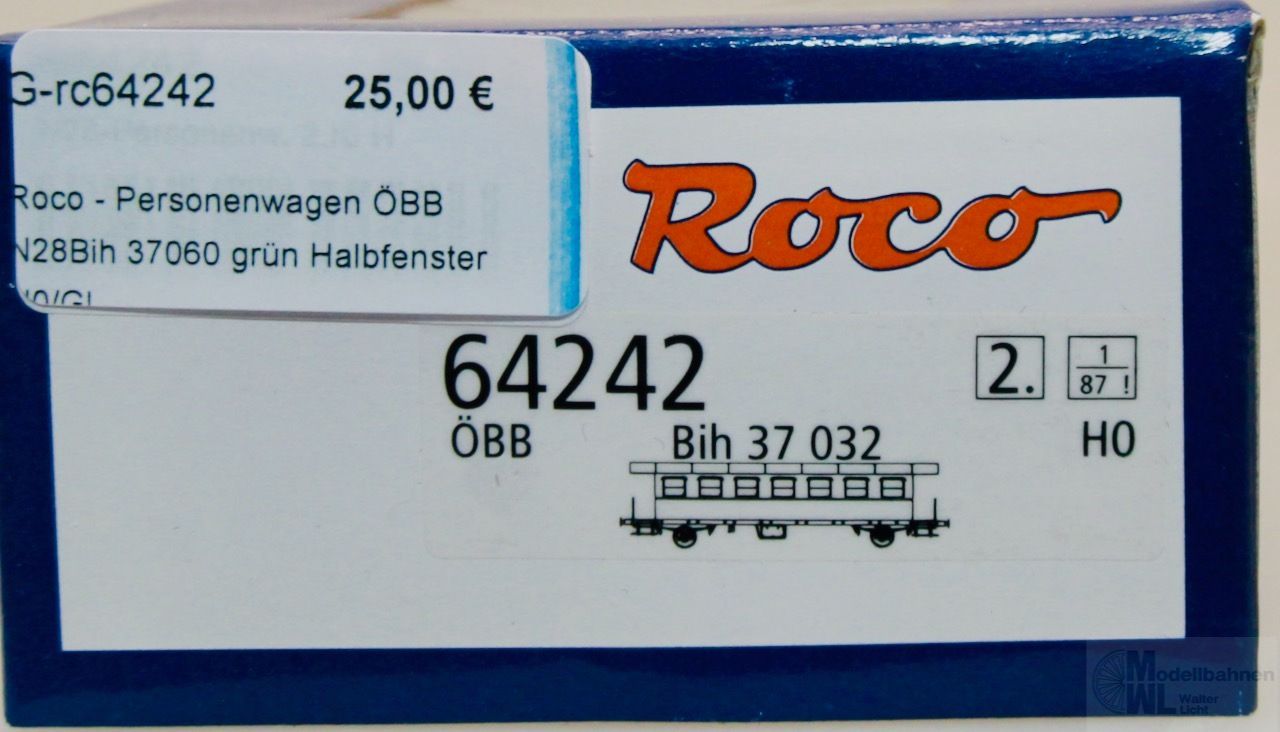 G-rc64242 25,00 €
Roco - Personenwagen ÖBB
N28Bih 37060 grün Halbfenster
Roco
64242
2.
1
87 !
ÖBB
Bih 37 032
H0
Modellbahnen
WL Walter
Licht